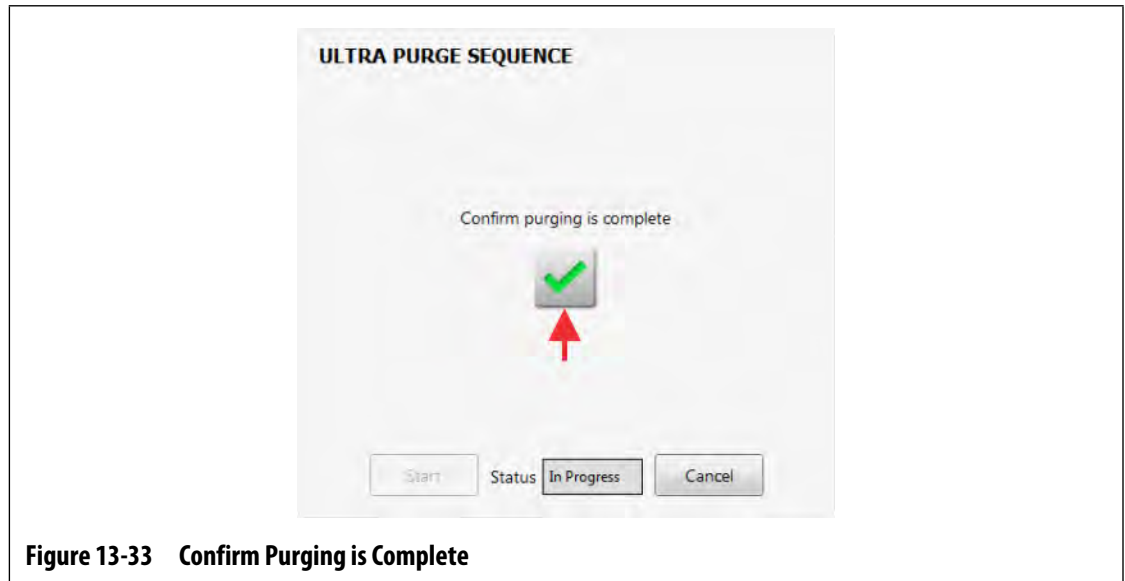 ULTRA PURGE SEQUENCE
Confirm purging is complete
Start Status In Progress Cancel
Figure 13-33 Confirm Purging is Complete